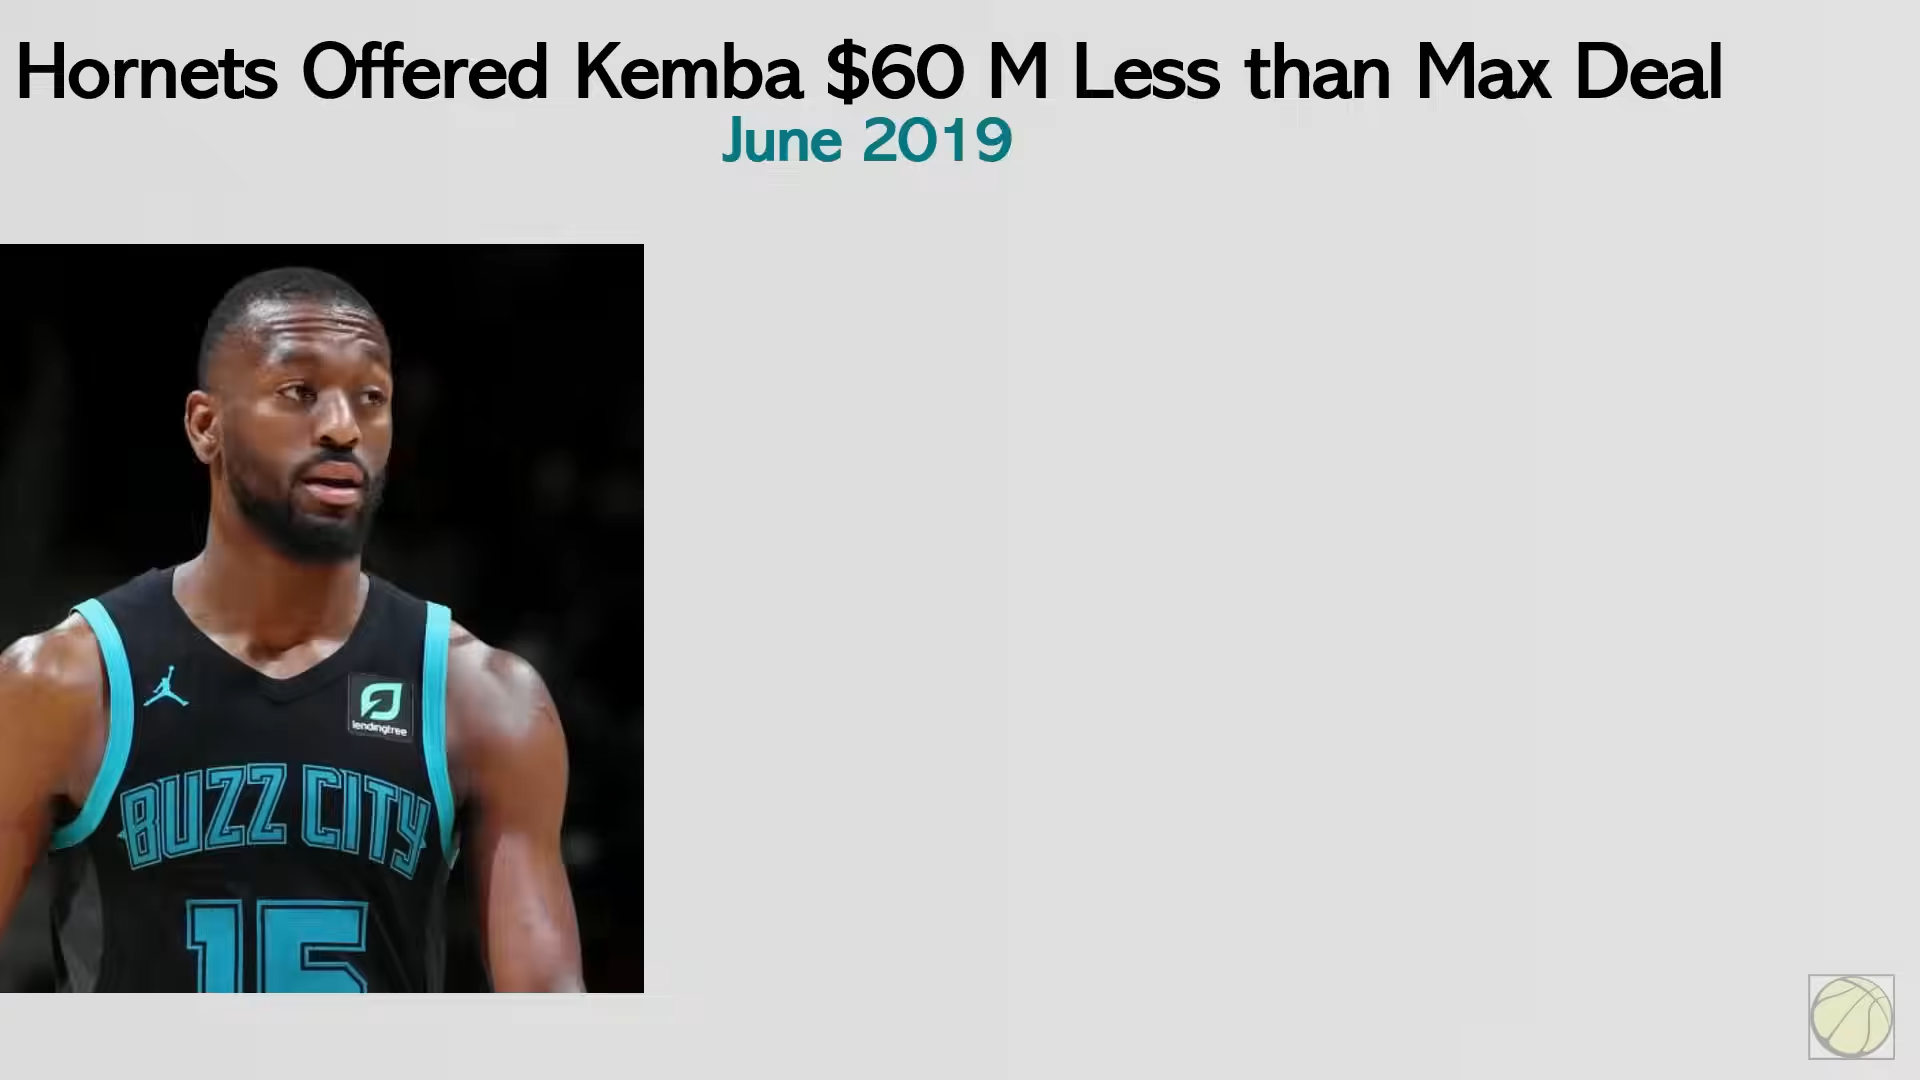 Hornets Offered Kemba $60 M Less than Max Deal
June 2019
lendingtree
BUZZ CITY
15